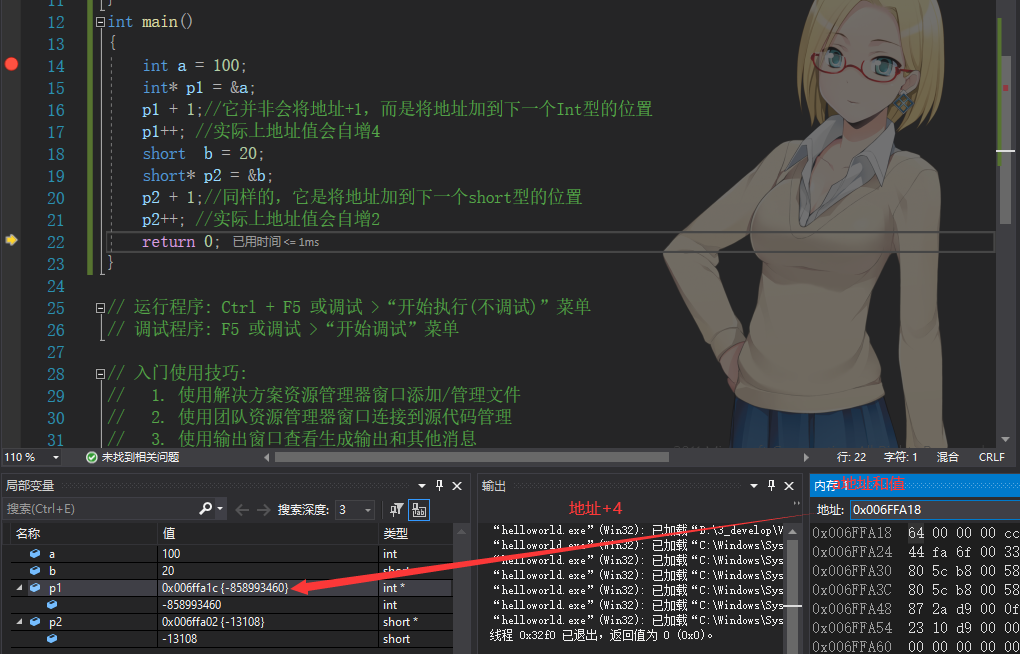 11
12 int main()
13 {
14 int a = 100;
15 int* p1 = &a;
16 p1 + 1;//它并非会将地址+1，而是将地址加到下一个Int型的位置
17 p1++; //实际上地址值会自增4
18 short  b = 20;
19 short* p2 = &b;
20 p2 + 1;//同样的，它是将地址加到下一个short型的位置
21 p2++; //实际上地址值会自增2
22 return 0; 已用时间 <= 1ms
23 }
24
25 // 运行程序: Ctrl + F5 或调试 >“开始执行(不调试)”菜单
26 // 调试程序: F5 或调试 >“开始调试”菜单
27
28 // 入门使用技巧:
29 //   1. 使用解决方案资源管理器窗口添加/管理文件
30 //   2. 使用团队资源管理器窗口连接到源代码管理
31 //   3. 使用输出窗口查看生成输出和其他消息
110 % 未找到相关问题 行: 22 字符: 1 混合 CRLF
局部变量
搜索(Ctrl+E) 搜索深度: 3
名称 值 类型
a 100 int
b 20 short
p1 0x006ffa1c {-858993460} int *
-858993460 int
p2 0x006ffa02 {-13108} short *
-13108 short
输出
地址+4
“helloworld.exe”(Win32): 已加载“D:\3_develop\V
“helloworld.exe”(Win32): 已加载“C:\Windows\Sys
“helloworld.exe”(Win32): 已加载“C:\Windows\Sys
“helloworld.exe”(Win32): 已加载“C:\Windows\Sys
“helloworld.exe”(Win32): 已加载“C:\Windows\Sys
“helloworld.exe”(Win32): 已加载“C:\Windows\Sys
“helloworld.exe”(Win32): 已加载“C:\Windows\Sys
线程 0x32f0 已退出，返回值为 0 (0x0)。
内存 1
地址和值
地址: 0x006FFA18
0x006FFA18 64 00 00 00 cc
0x006FFA24 44 fa 6f 00 33
0x006FFA30 80 5c b8 00 58
0x006FFA3C 80 5c b8 00 58
0x006FFA48 87 2a d9 00 0f
0x006FFA54 23 10 d9 00 00
0x006FFA60 00 00 00 00 00